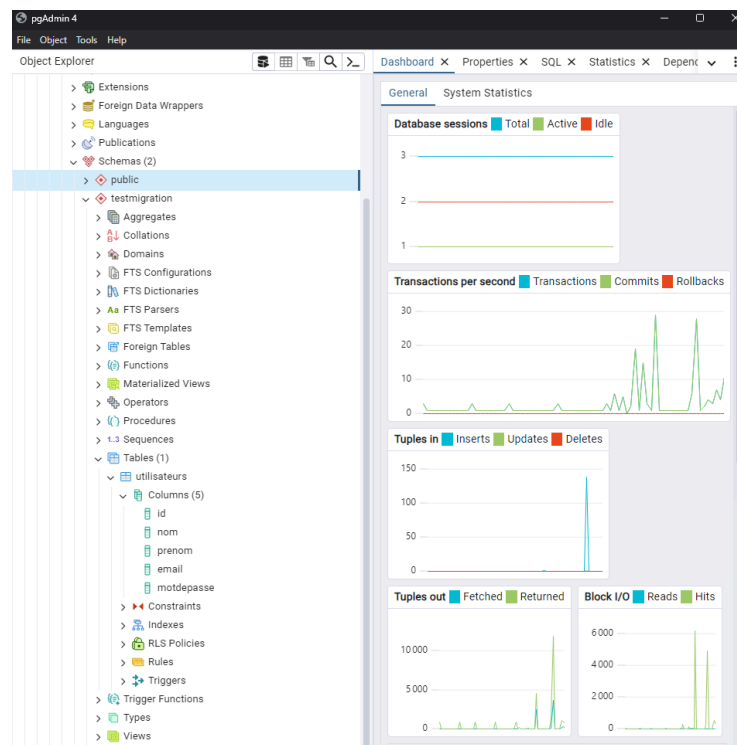 pgAdmin 4
File Object Tools Help
Object Explorer
Extensions
Foreign Data Wrappers
Languages
Publications
Schemas (2)
public
testmigration
Aggregates
Collations
Domains
FTS Configurations
FTS Dictionaries
Aa FTS Parsers
FTS Templates
Foreign Tables
Functions
Materialized Views
Operators
Procedures
1..3 Sequences
Tables (1)
utilisateurs
Columns (5)
id
nom
prenom
email
motdepasse
Constraints
Indexes
RLS Policies
Rules
Triggers
Trigger Functions
Types
Views
Dashboard Properties SQL Statistics Depend
General System Statistics
Database sessions Total Active Idle
3
2
1
Transactions per second Transactions Commits Rollbacks
30
20
10
0
Tuples in Inserts Updates Deletes
150
100
50
0
Tuples out Fetched Returned
10 000
5 000
0
Block I/O Reads Hits
6 000
4 000
2 000
0